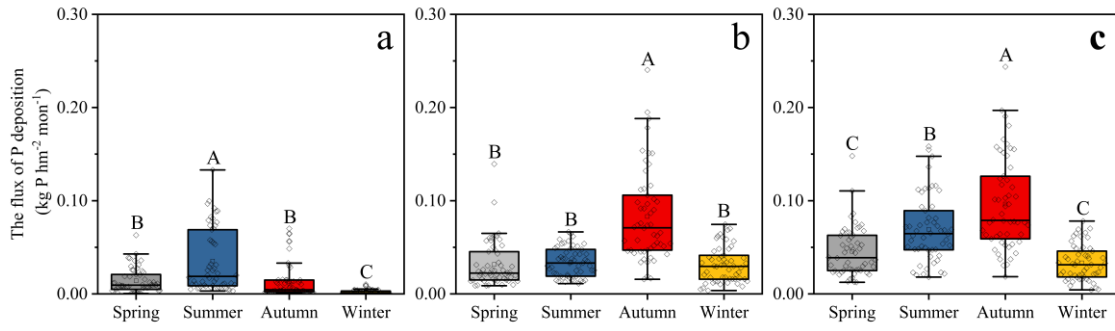 The flux of P deposition
(kg P hm⁻² mon⁻¹)
0.30
0.20
0.10
0.00
a
B
A
B
C
Spring
Summer
Autumn
Winter
0.30
0.20
0.10
0.00
b
B
B
A
B
Spring
Summer
Autumn
Winter
0.30
0.20
0.10
0.00
c
C
B
A
C
Spring
Summer
Autumn
Winter